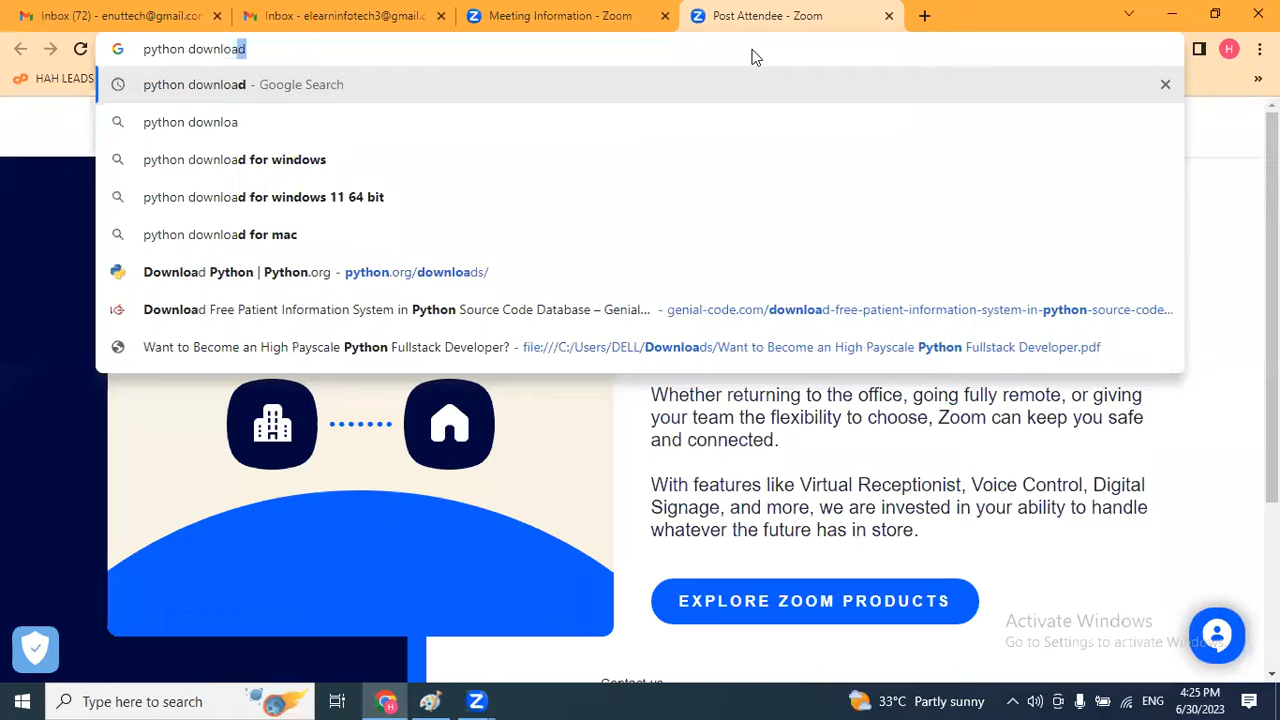 Inbox (72) - enuttech@gmail.con
Inbox - elearninfotech3@gmail.c
Meeting Information - Zoom
Post Attendee - Zoom
python download
HAH LEADS
H
»
python download - Google Search
python downloa
python download for windows
python download for windows 11 64 bit
python download for mac
Download Python | Python.org - python.org/downloads/
Download Free Patient Information System in Python Source Code Database – Genial... - genial-code.com/download-free-patient-information-system-in-python-source-code...
Want to Become an High Payscale Python Fullstack Developer? - file:///C:/Users/DELL/Downloads/Want to Become an High Payscale Python Fullstack Developer.pdf
Whether returning to the office, going fully remote, or giving
your team the flexibility to choose, Zoom can keep you safe
and connected.
With features like Virtual Receptionist, Voice Control, Digital
Signage, and more, we are invested in your ability to handle
whatever the future has in store.
EXPLORE ZOOM PRODUCTS
Activate Windows
Go to Settings to activate Windows.
Contact us
Type here to search
33°C Partly sunny
ENG
4:25 PM
6/30/2023